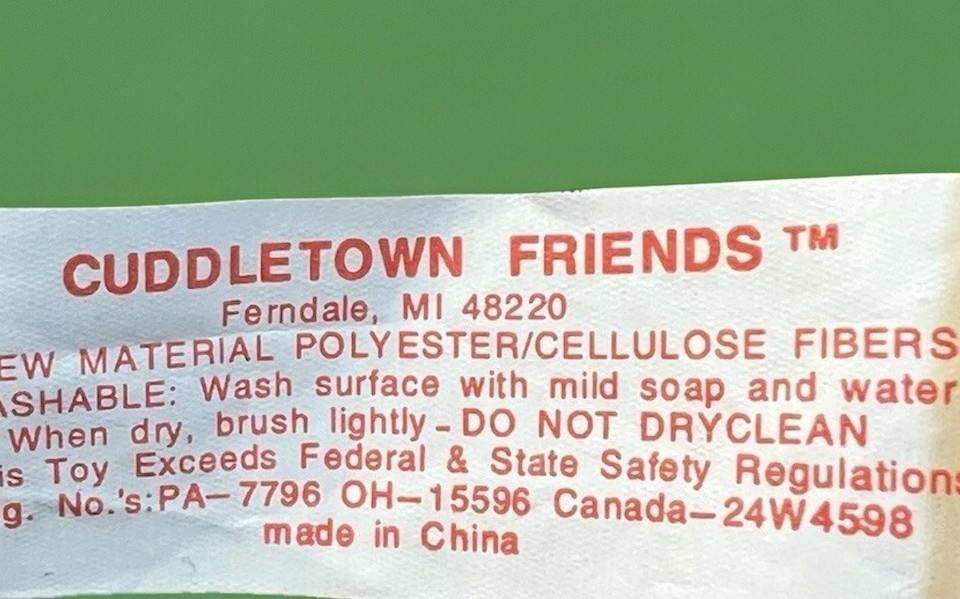 CUDDLETOWN FRIENDS ™
Ferndale, MI 48220
EW MATERIAL POLYESTER/CELLULOSE FIBERS
ASHABLE: Wash surface with mild soap and water
When dry, brush lightly - DO NOT DRYCLEAN
is Toy Exceeds Federal & State Safety Regulations
g. No.'s:PA-7796 OH-15596 Canada-24W4598
made in China